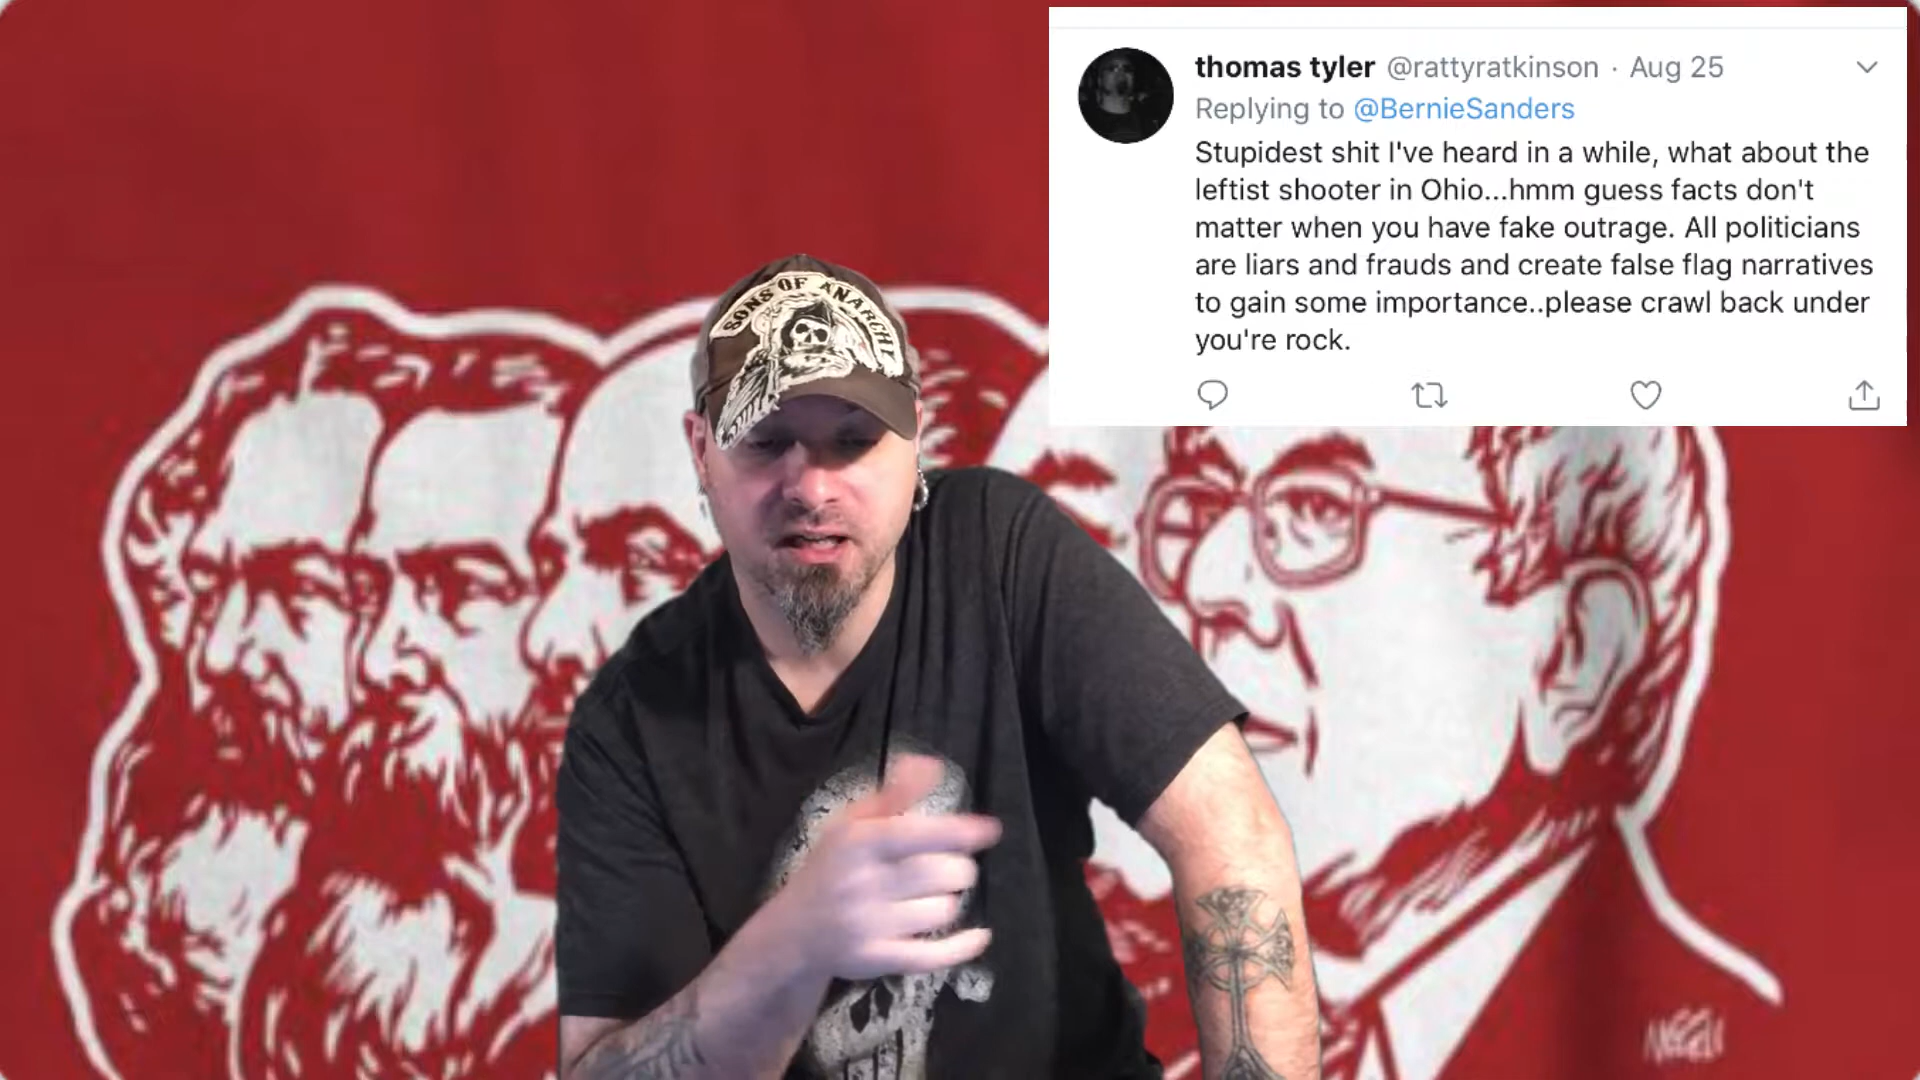 thomas tyler @rattyratkinson · Aug 25
Replying to @BernieSanders
Stupidest shit I've heard in a while, what about the
leftist shooter in Ohio...hmm guess facts don't
matter when you have fake outrage. All politicians
are liars and frauds and create false flag narratives
to gain some importance..please crawl back under
you're rock.
SONS OF ANARCHY